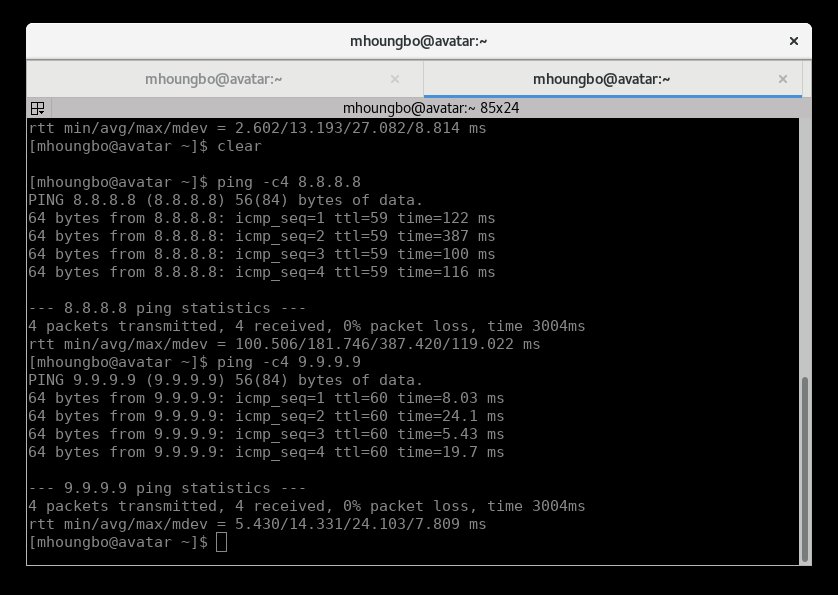 mhoungbo@avatar:~ ×
mhoungbo@avatar:~ × mhoungbo@avatar:~ ×
mhoungbo@avatar:~ 85x24
rtt min/avg/max/mdev = 2.602/13.193/27.082/8.814 ms
[mhoungbo@avatar ~]$ clear
[mhoungbo@avatar ~]$ ping -c4 8.8.8.8
PING 8.8.8.8 (8.8.8.8) 56(84) bytes of data.
64 bytes from 8.8.8.8: icmp_seq=1 ttl=59 time=122 ms
64 bytes from 8.8.8.8: icmp_seq=2 ttl=59 time=387 ms
64 bytes from 8.8.8.8: icmp_seq=3 ttl=59 time=100 ms
64 bytes from 8.8.8.8: icmp_seq=4 ttl=59 time=116 ms
--- 8.8.8.8 ping statistics ---
4 packets transmitted, 4 received, 0% packet loss, time 3004ms
rtt min/avg/max/mdev = 100.506/181.746/387.420/119.022 ms
[mhoungbo@avatar ~]$ ping -c4 9.9.9.9
PING 9.9.9.9 (9.9.9.9) 56(84) bytes of data.
64 bytes from 9.9.9.9: icmp_seq=1 ttl=60 time=8.03 ms
64 bytes from 9.9.9.9: icmp_seq=2 ttl=60 time=24.1 ms
64 bytes from 9.9.9.9: icmp_seq=3 ttl=60 time=5.43 ms
64 bytes from 9.9.9.9: icmp_seq=4 ttl=60 time=19.7 ms
--- 9.9.9.9 ping statistics ---
4 packets transmitted, 4 received, 0% packet loss, time 3004ms
rtt min/avg/max/mdev = 5.430/14.331/24.103/7.809 ms
[mhoungbo@avatar ~]$